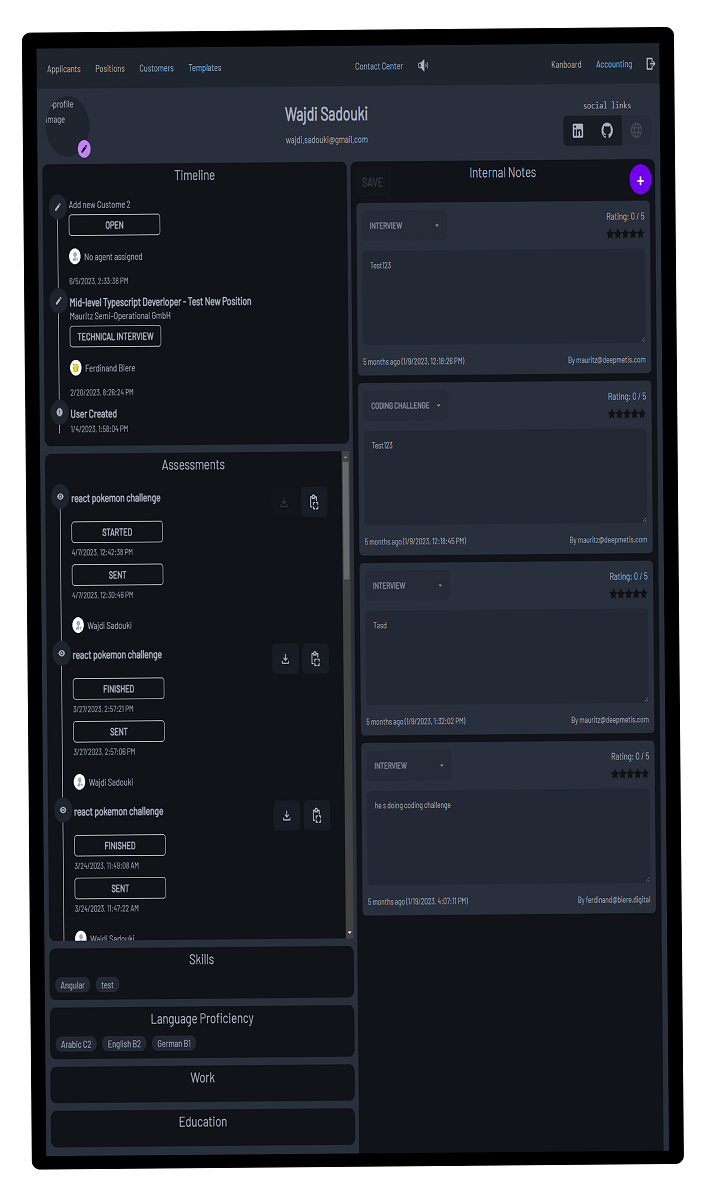 Applicants Positions Customers Templates Contact Center Kanboard Accounting
-profile
image
Wajdi Sadouki
wajdi.sadouki@gmail.com
social links
Timeline
Add new Custome 2
OPEN
No agent assigned
6/5/2023, 2:33:38 PM
Mid-level Typescript Deverloper - Test New Position
Mauritz Semi-Operational GmbH
TECHNICAL INTERVIEW
Ferdinand Biere
2/20/2023, 8:26:24 PM
User Created
1/4/2023, 1:58:04 PM
Assessments
react pokemon challenge
STARTED
4/7/2023, 12:42:38 PM
SENT
4/7/2023, 12:30:46 PM
Wajdi Sadouki
react pokemon challenge
FINISHED
3/27/2023, 2:57:21 PM
SENT
3/27/2023, 2:57:06 PM
Wajdi Sadouki
react pokemon challenge
FINISHED
3/24/2023, 11:49:08 AM
SENT
3/24/2023, 11:47:22 AM
Wajdi Sadouki
Skills
Angular test
Language Proficiency
Arabic C2 English B2 German B1
Work
Education
SAVE
Internal Notes
+
INTERVIEW
Rating: 0 / 5
Test123
5 months ago (1/9/2023, 12:18:26 PM) By mauritz@deepmetis.com
CODING CHALLENGE
Rating: 0 / 5
Test123
5 months ago (1/9/2023, 12:18:45 PM) By mauritz@deepmetis.com
INTERVIEW
Rating: 0 / 5
Tasd
5 months ago (1/9/2023, 1:32:02 PM) By mauritz@deepmetis.com
INTERVIEW
Rating: 0 / 5
he s doing coding challenge
5 months ago (1/19/2023, 4:07:11 PM) By ferdinand@biere.digital